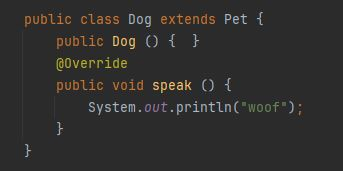 public class Dog extends Pet {
    public Dog () {  }
    @Override
    public void speak () {
        System.out.println("woof");
    }
}